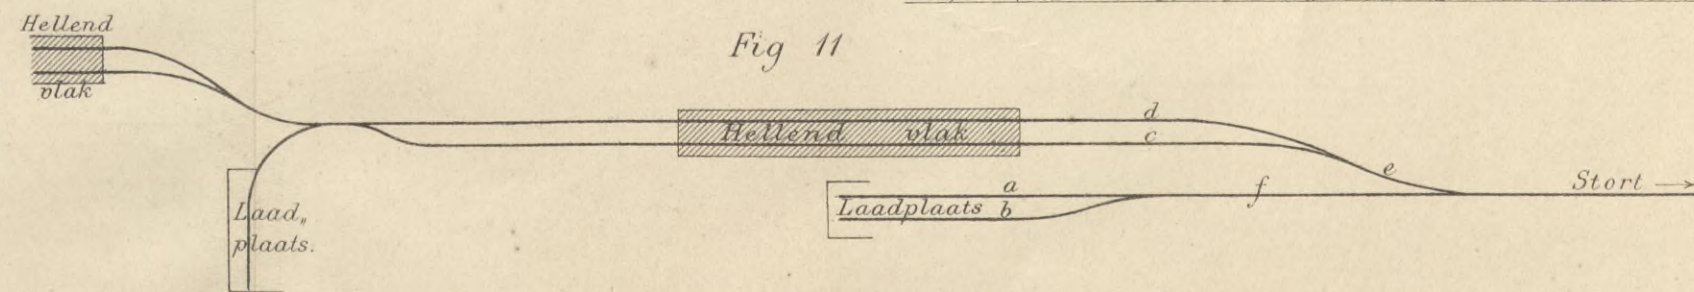 Hellend
vlak
Fig 11
Hellend vlak
d
c
e
a
f
Stort
Laadplaats b
Laad„
plaats.